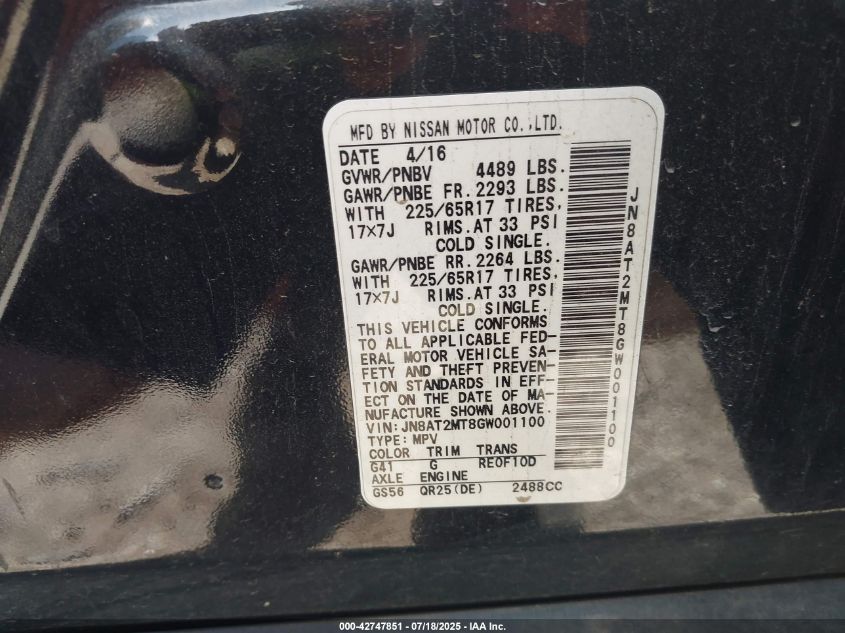 MFD BY NISSAN MOTOR CO.,LTD.
DATE 4/16
GVWR/PNBV 4489 LBS.
GAWR/PNBE FR. 2293 LBS.
WITH 225/65R17 TIRES,
17×7J RIMS.AT 33 PSI
COLD SINGLE.
GAWR/PNBE RR. 2264 LBS.
WITH 225/65R17 TIRES,
17×7J RIMS.AT 33 PSI
COLD SINGLE.
THIS VEHICLE CONFORMS
TO ALL APPLICABLE FED-
ERAL MOTOR VEHICLE SA-
FETY AND THEFT PREVEN-
TION STANDARDS IN EFF-
ECT ON THE DATE OF MA-
NUFACTURE SHOWN ABOVE.
VIN: JN8AT2MT8GW001100
TYPE: MPV
COLOR TRIM TRANS
G41 G RE0F10D
AXLE ENGINE
GS56 QR25(DE) 2488CC
JN8AT2MT8GW001100
000-42747851 - 07/18/2025 - IAA Inc.